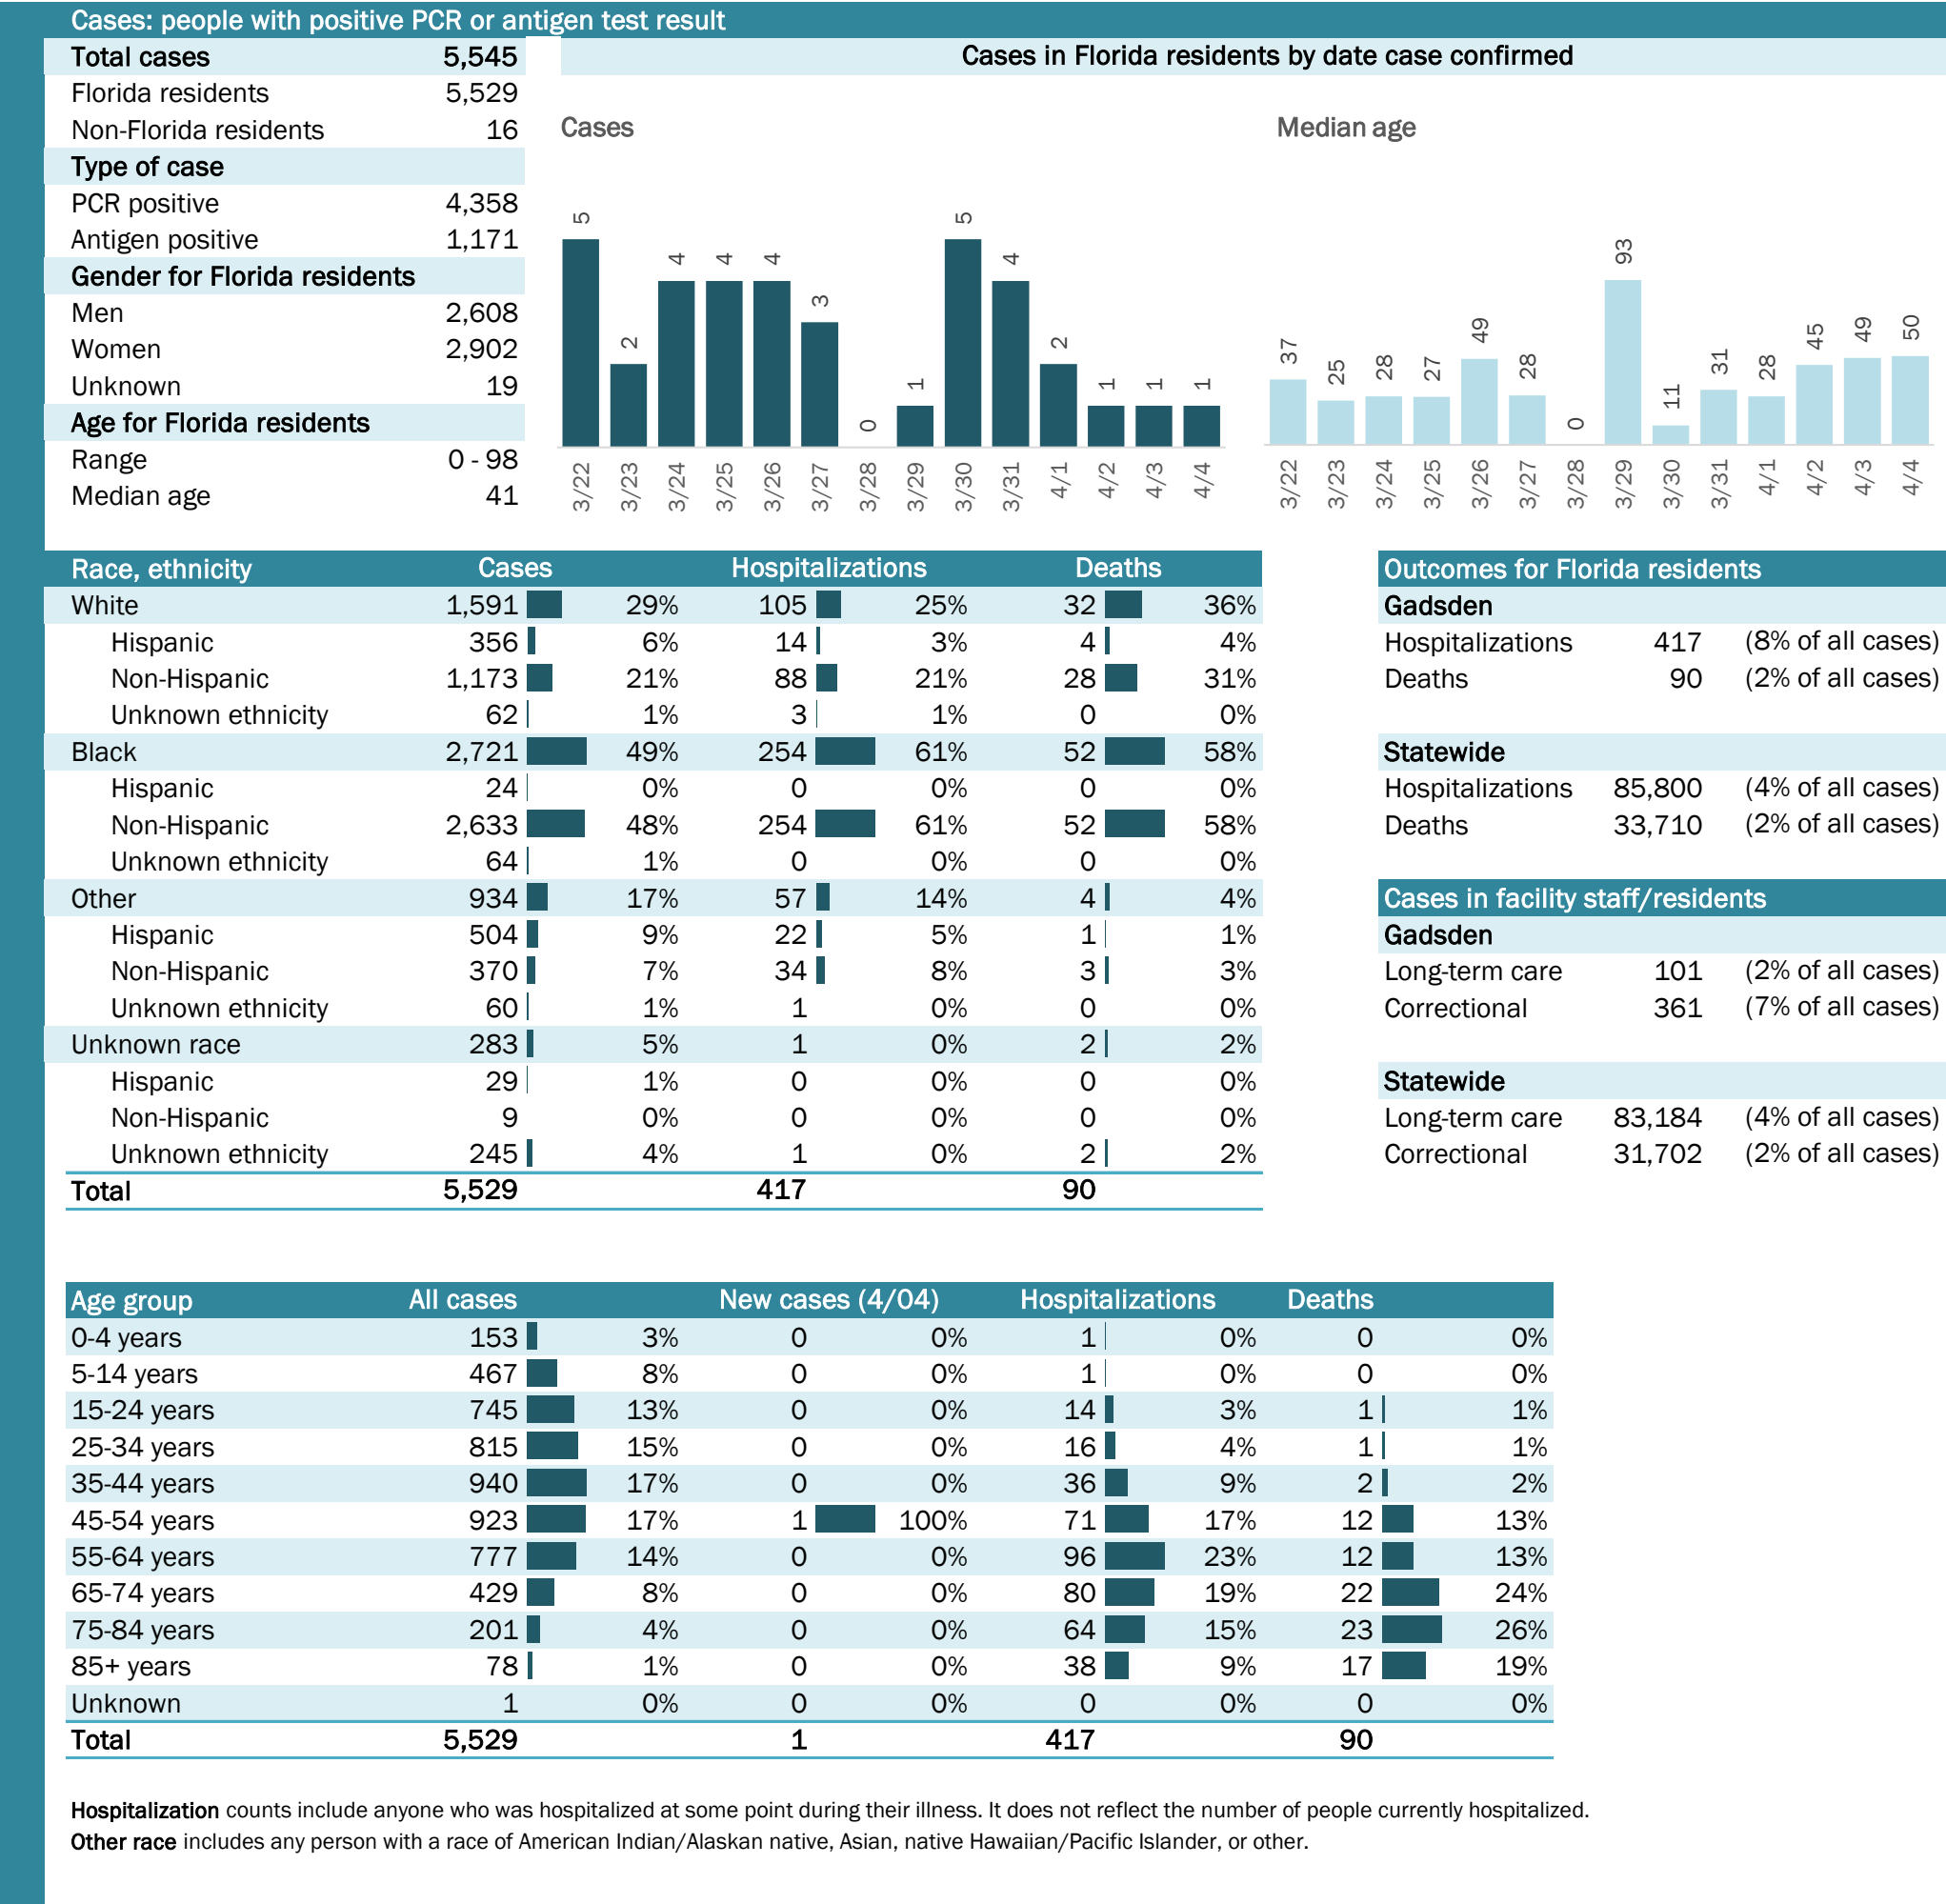 Cases: people with positive PCR or antigen test result
Total cases 5,545
Florida residents 5,529
Non-Florida residents 16
Type of case
PCR positive 4,358
Antigen positive 1,171
Gender for Florida residents
Men 2,608
Women 2,902
Unknown 19
Age for Florida residents
Range 0 - 98
Median age 41
Cases in Florida residents by date case confirmed
Cases
5 2 4 4 4 3 0 1 5 4 2 1 1 1
3/22 3/23 3/24 3/25 3/26 3/27 3/28 3/29 3/30 3/31 4/1 4/2 4/3 4/4
Median age
37 25 28 27 49 28 0 93 11 31 28 45 49 50
3/22 3/23 3/24 3/25 3/26 3/27 3/28 3/29 3/30 3/31 4/1 4/2 4/3 4/4
Race, ethnicity Cases Hospitalizations Deaths
White 1,591 29% 105 25% 32 36%
Hispanic 356 6% 14 3% 4 4%
Non-Hispanic 1,173 21% 88 21% 28 31%
Unknown ethnicity 62 1% 3 1% 0 0%
Black 2,721 49% 254 61% 52 58%
Hispanic 24 0% 0 0% 0 0%
Non-Hispanic 2,633 48% 254 61% 52 58%
Unknown ethnicity 64 1% 0 0% 0 0%
Other 934 17% 57 14% 4 4%
Hispanic 504 9% 22 5% 1 1%
Non-Hispanic 370 7% 34 8% 3 3%
Unknown ethnicity 60 1% 1 0% 0 0%
Unknown race 283 5% 1 0% 2 2%
Hispanic 29 1% 0 0% 0 0%
Non-Hispanic 9 0% 0 0% 0 0%
Unknown ethnicity 245 4% 1 0% 2 2%
Total 5,529 417 90
Outcomes for Florida residents
Gadsden
Hospitalizations 417 (8% of all cases)
Deaths 90 (2% of all cases)
Statewide
Hospitalizations 85,800 (4% of all cases)
Deaths 33,710 (2% of all cases)
Cases in facility staff/residents
Gadsden
Long-term care 101 (2% of all cases)
Correctional 361 (7% of all cases)
Statewide
Long-term care 83,184 (4% of all cases)
Correctional 31,702 (2% of all cases)
Age group All cases New cases (4/04) Hospitalizations Deaths
0-4 years 153 3% 0 0% 1 0% 0 0%
5-14 years 467 8% 0 0% 1 0% 0 0%
15-24 years 745 13% 0 0% 14 3% 1 1%
25-34 years 815 15% 0 0% 16 4% 1 1%
35-44 years 940 17% 0 0% 36 9% 2 2%
45-54 years 923 17% 1 100% 71 17% 12 13%
55-64 years 777 14% 0 0% 96 23% 12 13%
65-74 years 429 8% 0 0% 80 19% 22 24%
75-84 years 201 4% 0 0% 64 15% 23 26%
85+ years 78 1% 0 0% 38 9% 17 19%
Unknown 1 0% 0 0% 0 0% 0 0%
Total 5,529 1 417 90
Hospitalization counts include anyone who was hospitalized at some point during their illness. It does not reflect the number of people currently hospitalized.
Other race includes any person with a race of American Indian/Alaskan native, Asian, native Hawaiian/Pacific Islander, or other.